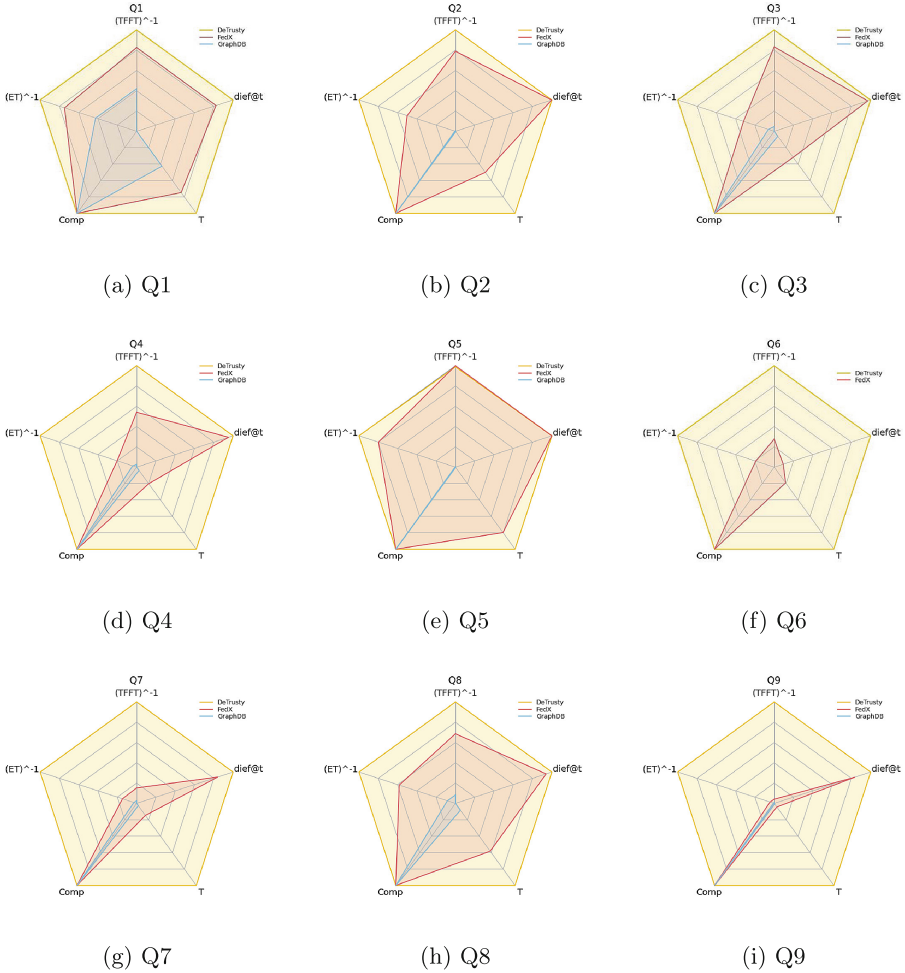 Q1
(TFFT)^-1
DeTrusty
FedX
GraphDB
(ET)^-1
dief@t
Comp
T
(a) Q1
Q2
(TFFT)^-1
DeTrusty
FedX
GraphDB
(ET)^-1
dief@t
Comp
T
(b) Q2
Q3
(TFFT)^-1
DeTrusty
FedX
GraphDB
(ET)^-1
dief@t
Comp
T
(c) Q3
Q4
(TFFT)^-1
DeTrusty
FedX
GraphDB
(ET)^-1
dief@t
Comp
T
(d) Q4
Q5
(TFFT)^-1
DeTrusty
FedX
GraphDB
(ET)^-1
dief@t
Comp
T
(e) Q5
Q6
(TFFT)^-1
DeTrusty
FedX
(ET)^-1
dief@t
Comp
T
(f) Q6
Q7
(TFFT)^-1
DeTrusty
FedX
GraphDB
(ET)^-1
dief@t
Comp
T
(g) Q7
Q8
(TFFT)^-1
DeTrusty
FedX
GraphDB
(ET)^-1
dief@t
Comp
T
(h) Q8
Q9
(TFFT)^-1
DeTrusty
FedX
GraphDB
(ET)^-1
dief@t
Comp
T
(i) Q9